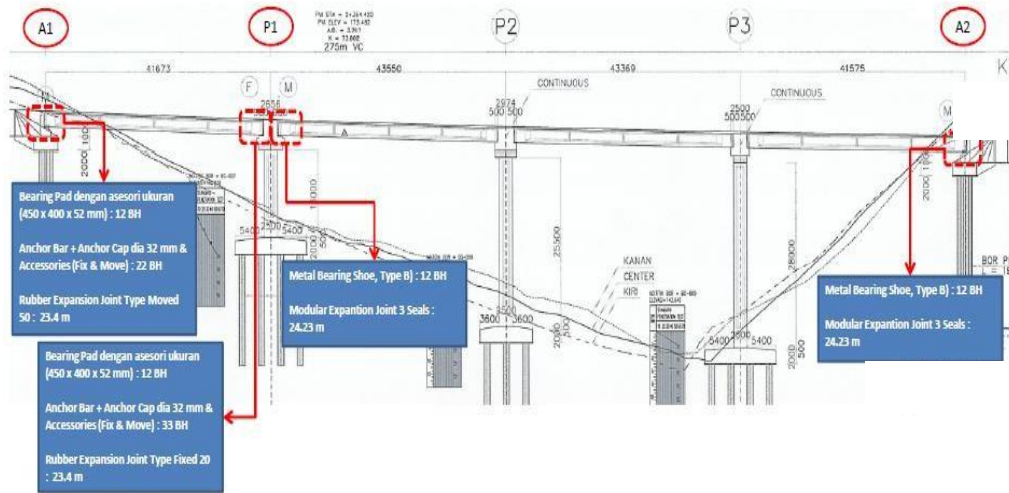 A1
P1
P2
P3
A2
275m VC
41673
43550
43369
41575
K
F
M
2974
500 500
CONTINUOUS
2500
500 500
CONTINUOUS
M
2000
2000
Bearing Pad dengan asesori ukuran
(450 x 400 x 52 mm) : 12 BH
Anchor Bar + Anchor Cap dia 32 mm &
Accessories (Fix & Move) : 22 BH
Rubber Expansion Joint Type Moved
50 : 23.4 m
5400
2500
5400
2000
500
Metal Bearing Shoe, Type B) : 12 BH
Modular Expantion Joint 3 Seals :
24.23 m
25500
KANAN
CENTER
KIRI
28000
Metal Bearing Shoe, Type B) : 12 BH
Modular Expantion Joint 3 Seals :
24.23 m
3600
3600
2000
500
5400
5400
2000
500
Bearing Pad dengan asesori ukuran
(450 x 400 x 52 mm) : 12 BH
Anchor Bar + Anchor Cap dia 32 mm &
Accessories (Fix & Move) : 33 BH
Rubber Expansion Joint Type Fixed 20
: 23.4 m